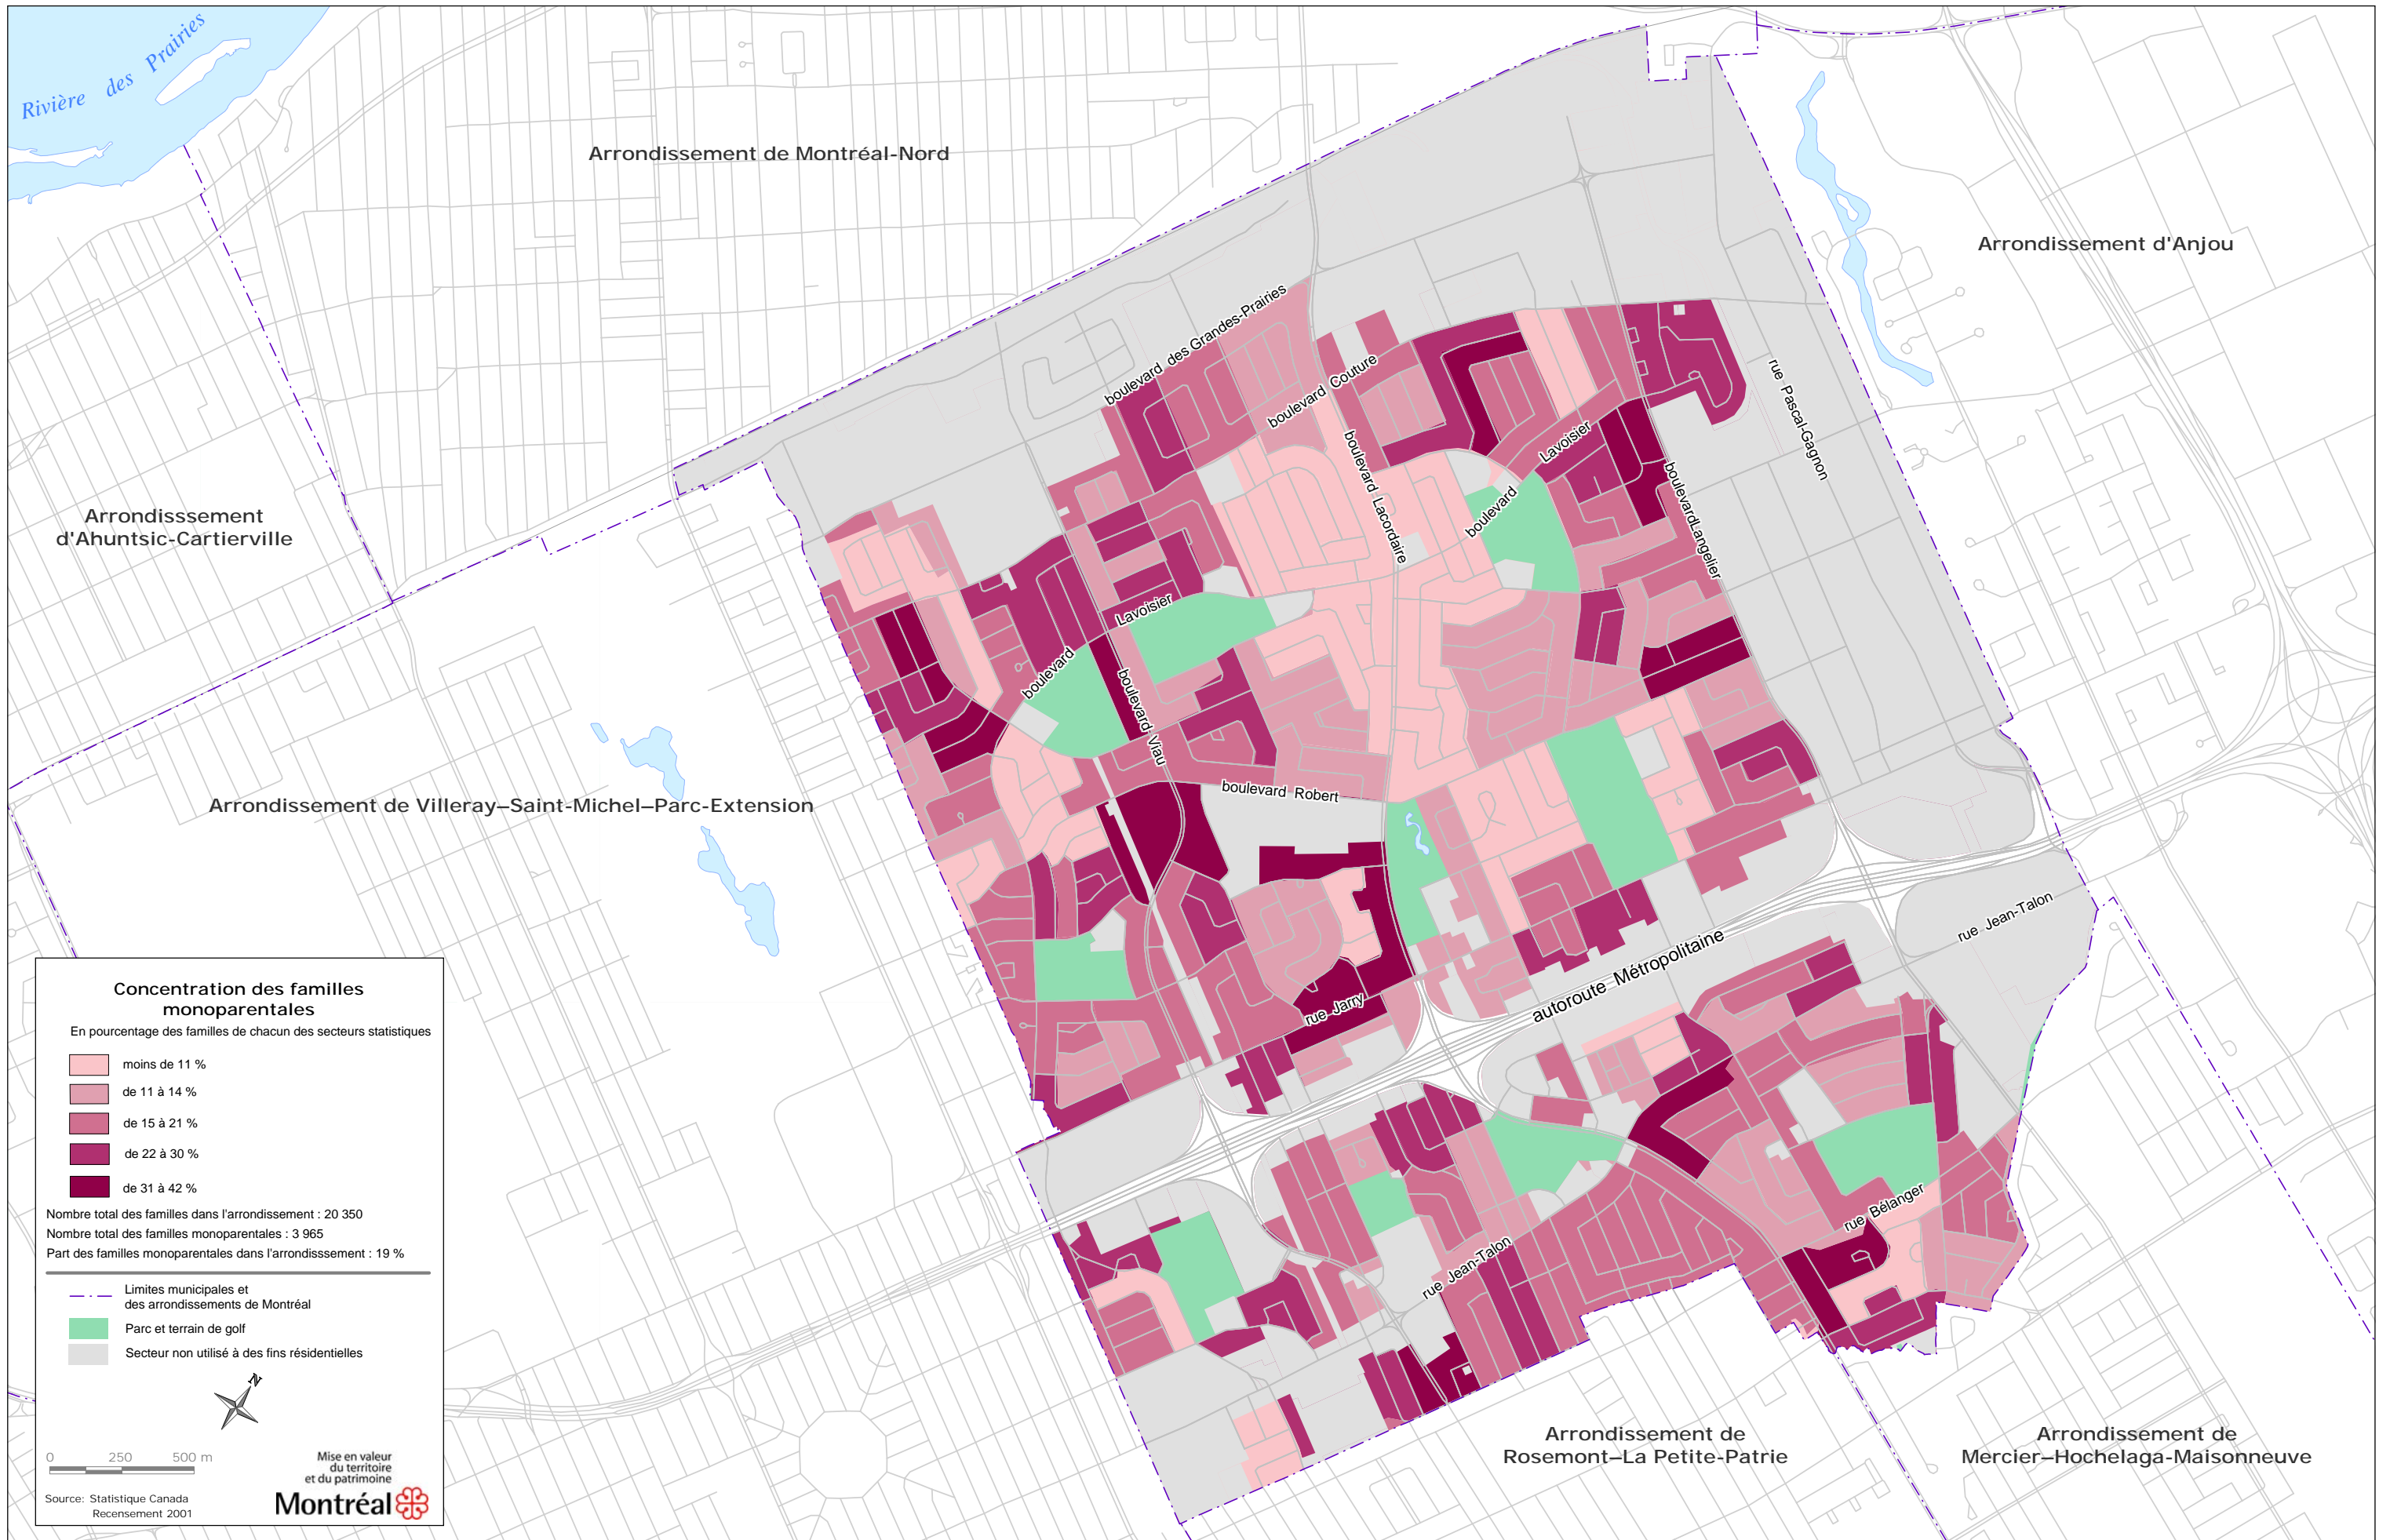 Rivière des Prairies
Arrondissement de Montréal-Nord
Arrondissement d'Anjou
Arrondisssement
d'Ahuntsic-Cartierville
Arrondissement de Villeray–Saint-Michel–Parc-Extension
boulevard des Grandes-Prairies
boulevard Couture
boulevard Lacordaire
boulevard Lavoisier
rue Pascal-Gagnon
boulevard Langelier
boulevard Lavoisier
boulevard Viau
boulevard Robert
rue Jarry
autoroute Métropolitaine
rue Jean-Talon
rue Jean-Talon
rue Bélanger
Arrondissement de
Rosemont–La Petite-Patrie
Arrondissement de
Mercier–Hochelaga-Maisonneuve
Concentration des familles
monoparentales
En pourcentage des familles de chacun des secteurs statistiques
moins de 11 %
de 11 à 14 %
de 15 à 21 %
de 22 à 30 %
de 31 à 42 %
Nombre total des familles dans l'arrondissement : 20 350
Nombre total des familles monoparentales : 3 965
Part des familles monoparentales dans l'arrondisssement : 19 %
Limites municipales et
des arrondissements de Montréal
Parc et terrain de golf
Secteur non utilisé à des fins résidentielles
N
0 250 500 m
Source: Statistique Canada
Recensement 2001
Mise en valeur
du territoire
et du patrimoine
Montréal